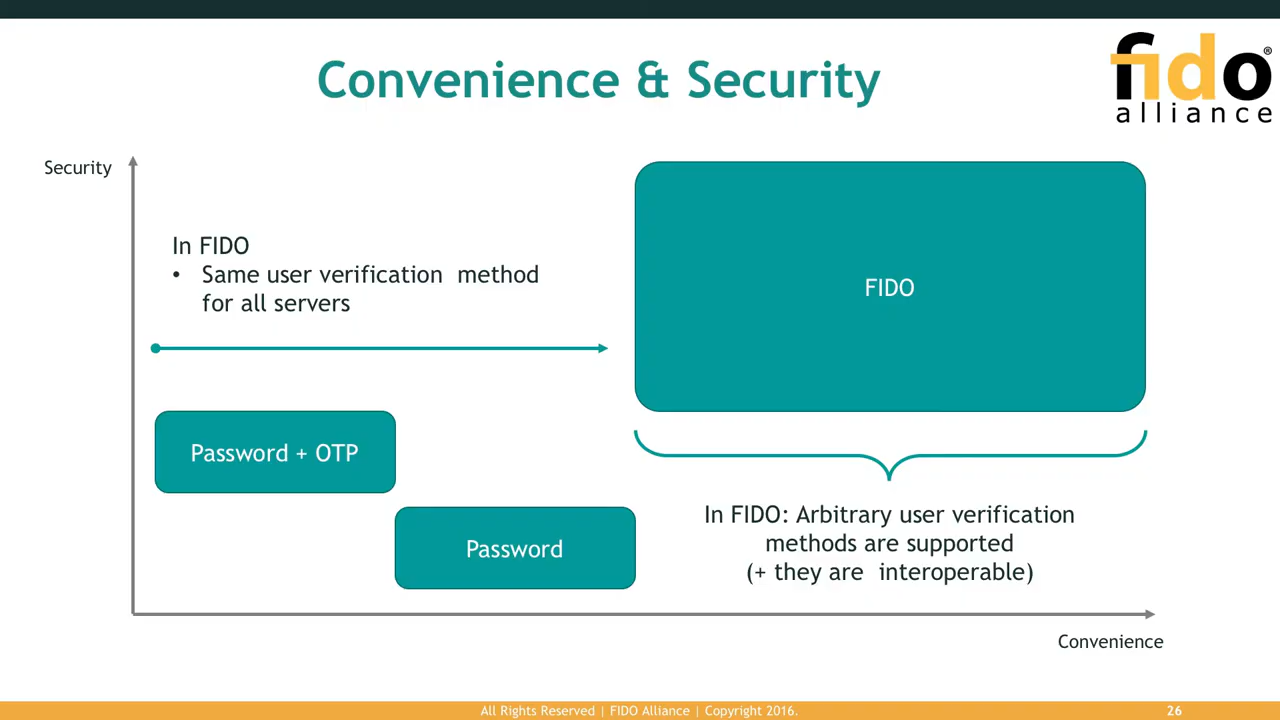 Convenience & Security
fido®
alliance
Security
In FIDO
• Same user verification method
for all servers
FIDO
Password + OTP
Password
In FIDO: Arbitrary user verification
methods are supported
(+ they are interoperable)
Convenience
All Rights Reserved | FIDO Alliance | Copyright 2016.
26